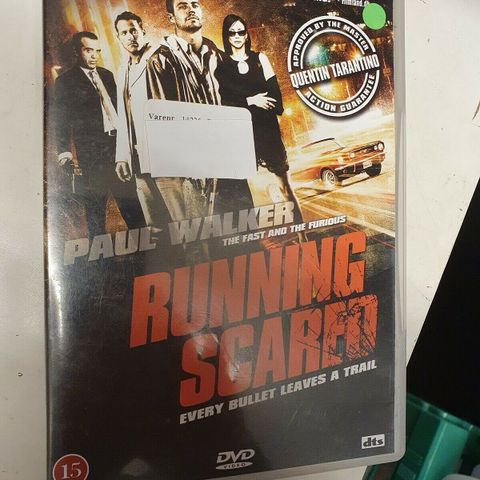 APPROVED BY THE MASTER
QUENTIN TARANTINO
ACTION GUARANTEE
Varenr.
PAUL WALKER
THE FAST AND THE FURIOUS
RUNNING
SCARED
EVERY BULLET LEAVES A TRAIL
15
DVD
VIDEO
dts